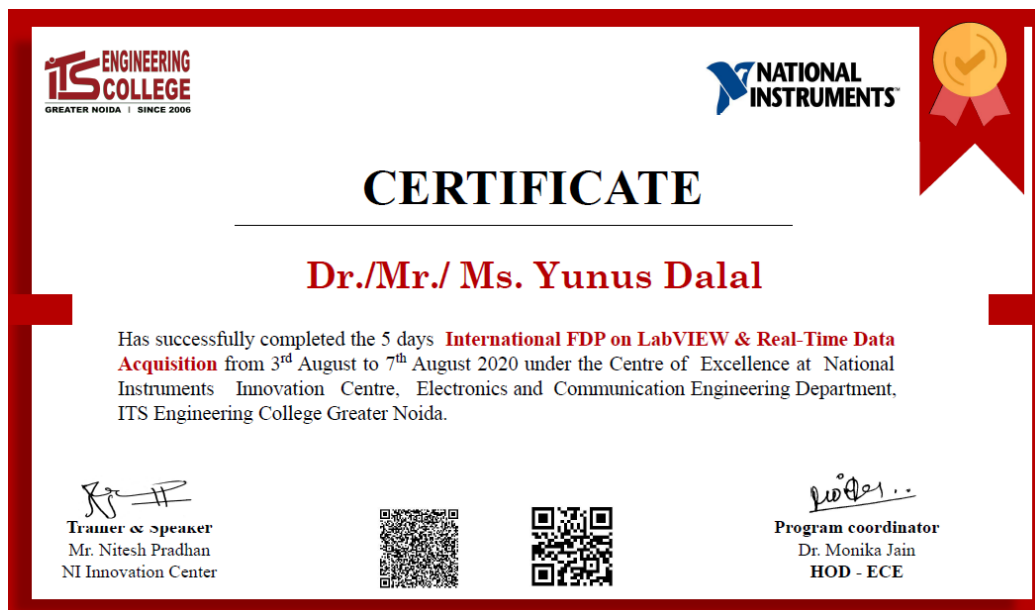 iTS ENGINEERING
COLLEGE
GREATER NOIDA | SINCE 2006
NATIONAL
INSTRUMENTS™
CERTIFICATE
Dr./Mr./ Ms. Yunus Dalal
Has successfully completed the 5 days International FDP on LabVIEW & Real-Time Data
Acquisition from 3rd August to 7th August 2020 under the Centre of Excellence at National
Instruments Innovation Centre, Electronics and Communication Engineering Department,
ITS Engineering College Greater Noida.
Trainer & Speaker
Mr. Nitesh Pradhan
NI Innovation Center
Program coordinator
Dr. Monika Jain
HOD - ECE